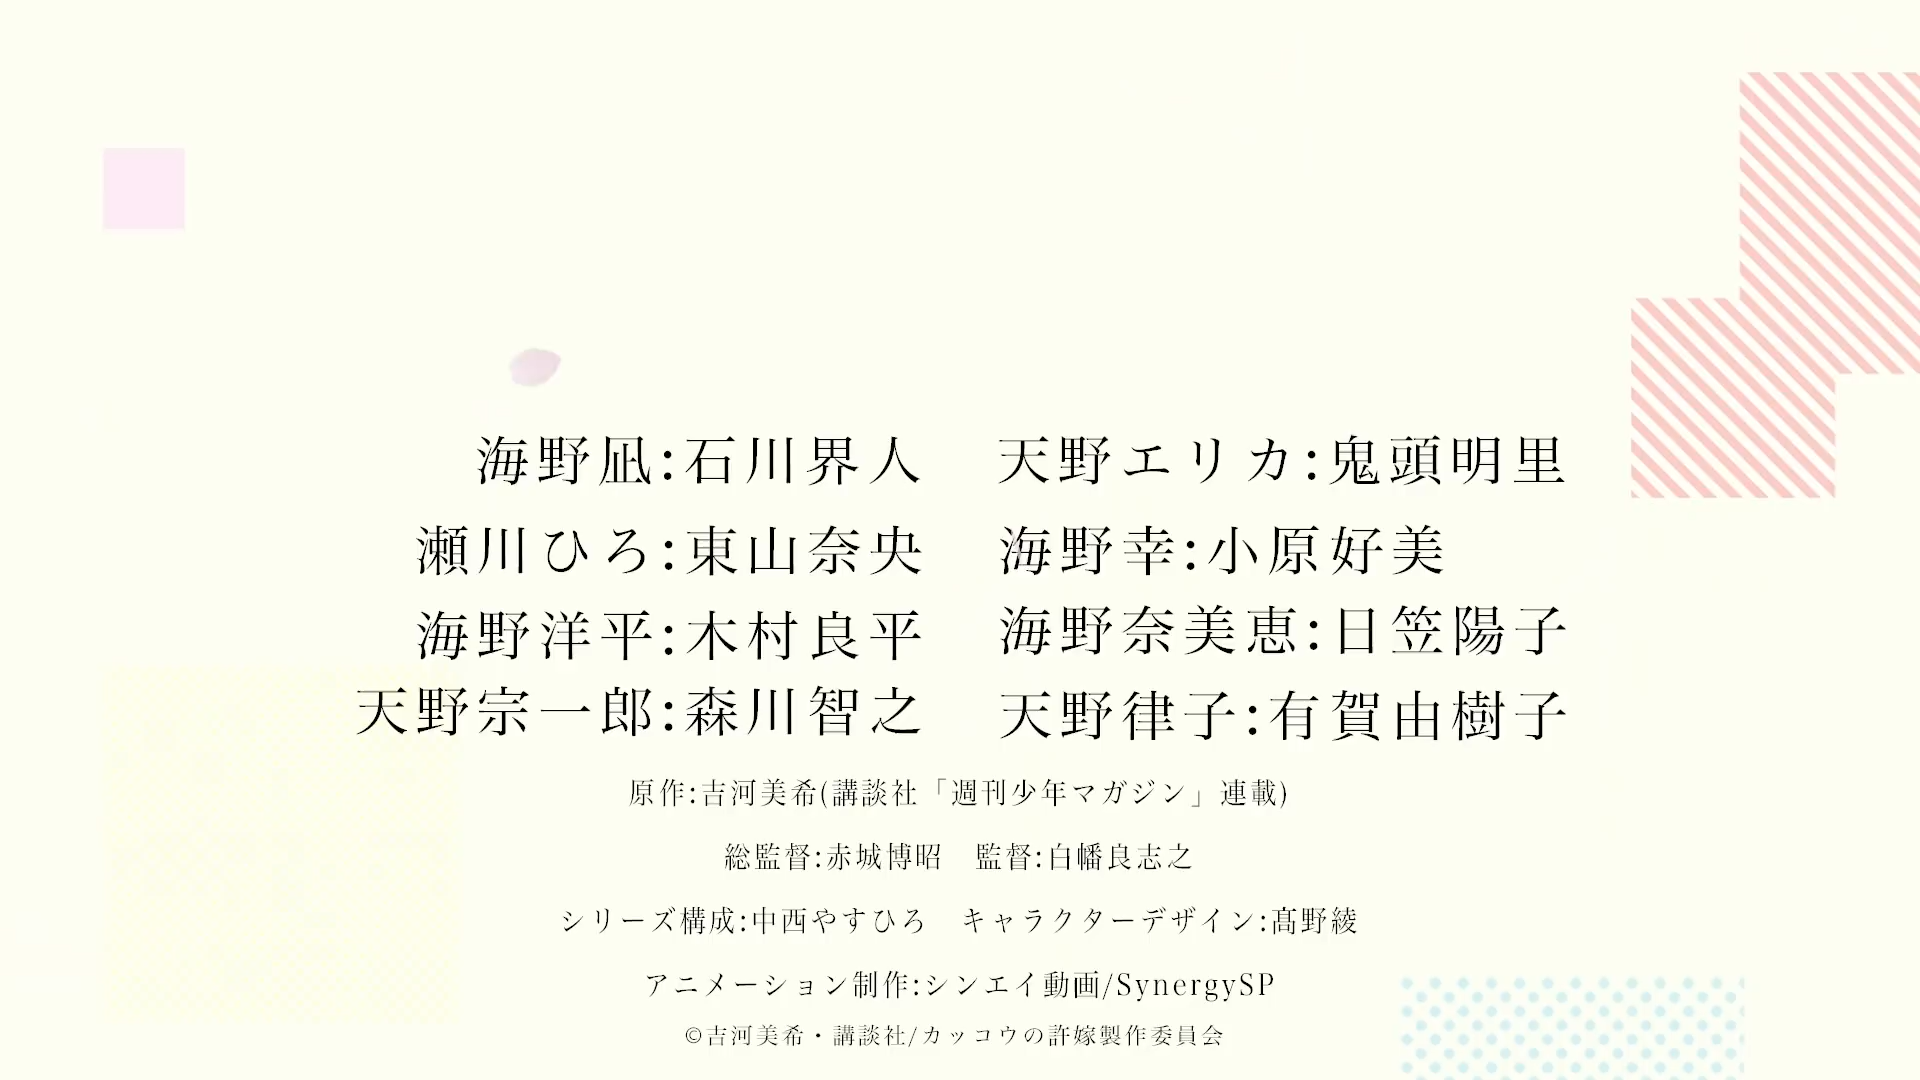 海野凪:石川界人　天野エリカ:鬼頭明里
瀬川ひろ:東山奈央　海野幸:小原好美
海野洋平:木村良平　海野奈美恵:日笠陽子
天野宗一郎:森川智之　天野律子:有賀由樹子
原作:吉河美希(講談社「週刊少年マガジン」連載)
総監督:赤城博昭　監督:白幡良志之
シリーズ構成:中西やすひろ　キャラクターデザイン:髙野綾
アニメーション制作:シンエイ動画/SynergySP
©吉河美希・講談社/カッコウの許嫁製作委員会